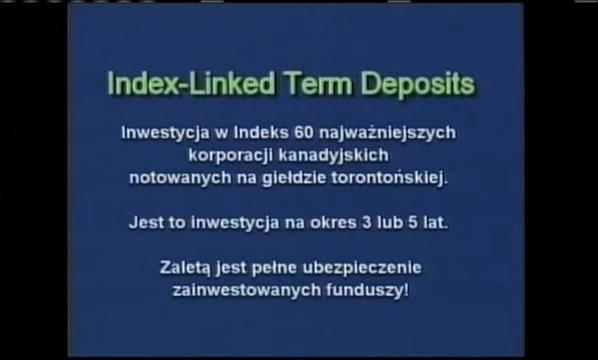 Index-Linked Term Deposits
Inwestycja w Indeks 60 najważniejszych
korporacji kanadyjskich
notowanych na giełdzie torontońskiej.
Jest to inwestycja na okres 3 lub 5 lat.
Zaletą jest pełne ubezpieczenie
zainwestowanych funduszy!